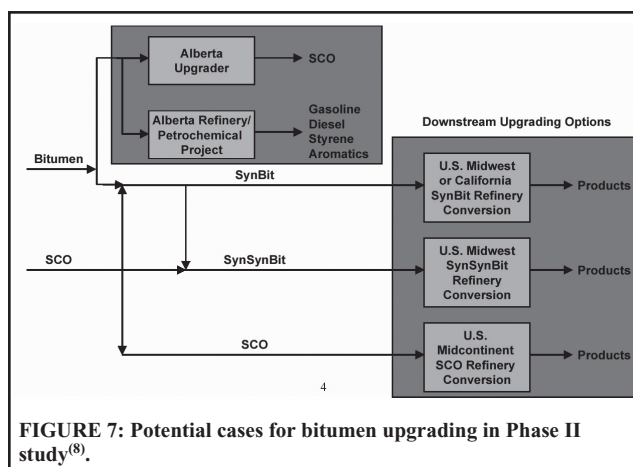 Alberta
Upgrader
SCO
Alberta Refinery/
Petrochemical
Project
Gasoline
Diesel
Styrene
Aromatics
Downstream Upgrading Options
Bitumen
SynBit
U.S. Midwest
or California
SynBit Refinery
Conversion
Products
SCO
SynSynBit
U.S. Midwest
SynSynBit
Refinery
Conversion
Products
SCO
U.S.
Midcontinent
SCO Refinery
Conversion
Products
4
FIGURE 7: Potential cases for bitumen upgrading in Phase II
study(8).